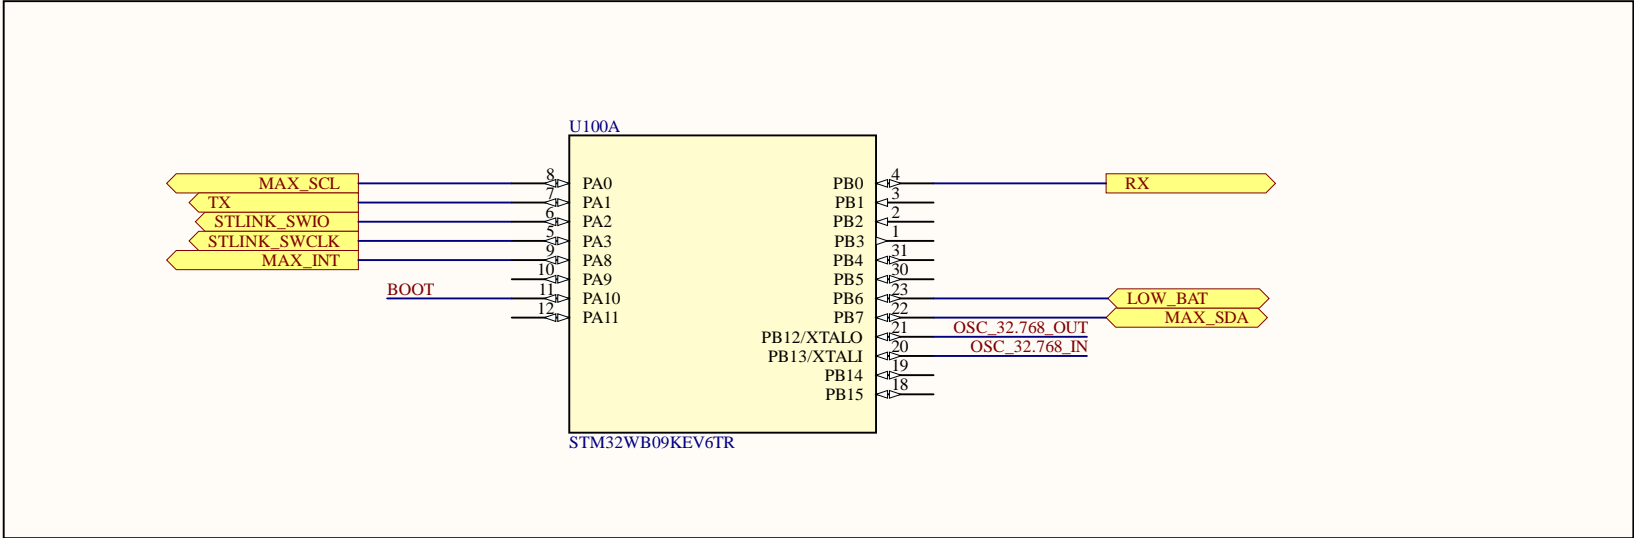 U100A
MAX_SCL 8 PA0 PB0 4 RX
TX 7 PA1 PB1 3
STLINK_SWIO 6 PA2 PB2 2
STLINK_SWCLK 5 PA3 PB3 1
MAX_INT 9 PA8 PB4 31
10 PA9 PB5 30
BOOT 11 PA10 PB6 23 LOW_BAT
12 PA11 PB7 22 MAX_SDA
PB12/XTALO 21 OSC_32.768_OUT
PB13/XTALI 20 OSC_32.768_IN
PB14 19
PB15 18
STM32WB09KEV6TR